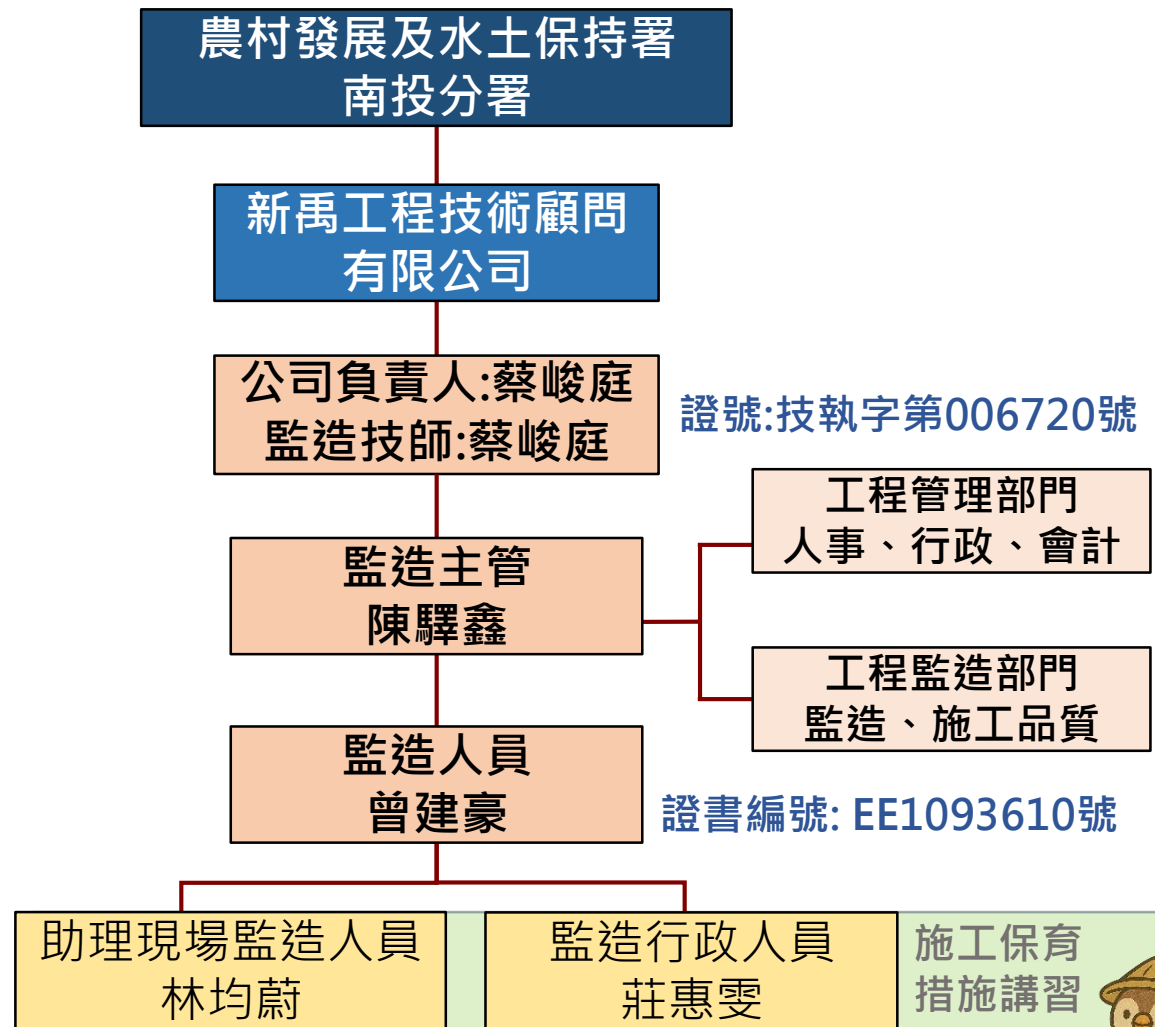 農村發展及水土保持署
南投分署
新禹工程技術顧問
有限公司
公司負責人:蔡峻庭
監造技師:蔡峻庭
證號:技執字第006720號
工程管理部門
人事、行政、會計
監造主管
陳驛鑫
工程監造部門
監造、施工品質
監造人員
曾建豪
證書編號: EE1093610號
助理現場監造人員
林均蔚
監造行政人員
莊惠雯
施工保育
措施講習